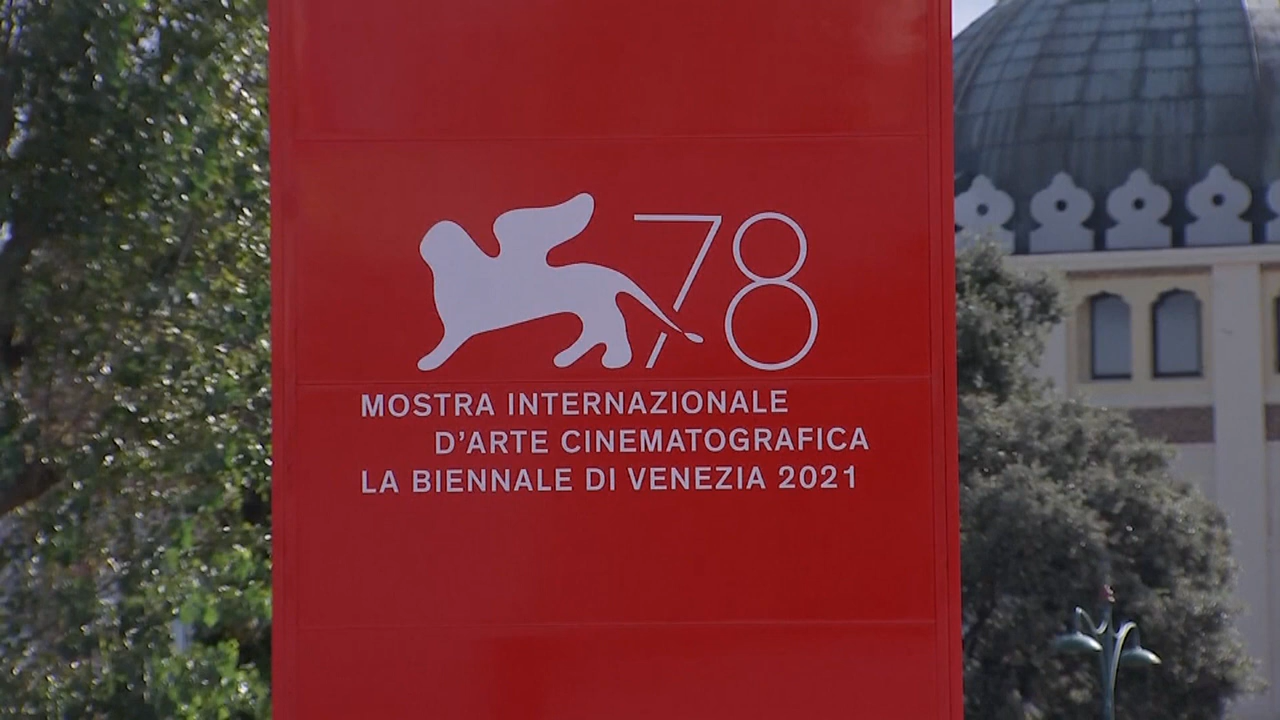 78
MOSTRA INTERNAZIONALE
D'ARTE CINEMATOGRAFICA
LA BIENNALE DI VENEZIA 2021